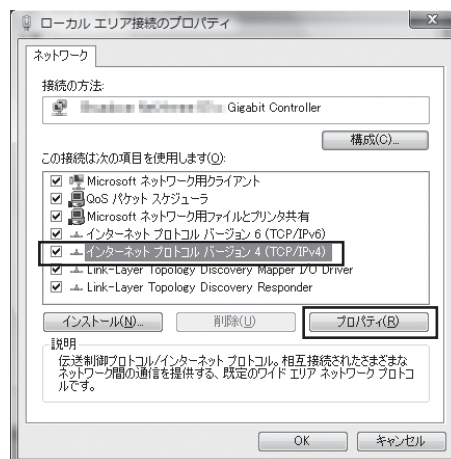 ローカル エリア接続のプロパティ
ネットワーク
接続の方法:
Gigabit Controller
構成(C)...
この接続は次の項目を使用します(O):
Microsoft ネットワーク用クライアント
QoS パケット スケジューラ
Microsoft ネットワーク用ファイルとプリンタ共有
インターネット プロトコル バージョン 6 (TCP/IPv6)
インターネット プロトコル バージョン 4 (TCP/IPv4)
Link-Layer Topology Discovery Mapper I/O Driver
Link-Layer Topology Discovery Responder
インストール(N)...
削除(U)
プロパティ(R)
説明
伝送制御プロトコル/インターネット プロトコル。相互接続されたさまざまな
ネットワーク間の通信を提供する、既定のワイド エリア ネットワーク プロトコ
ルです。
OK
キャンセル